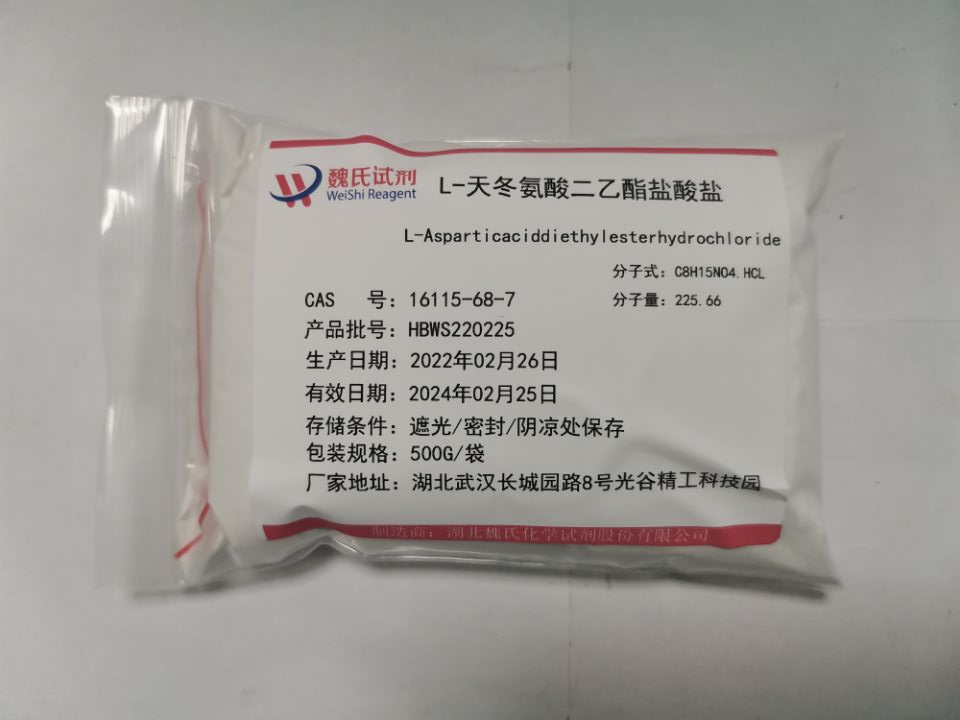 魏氏试剂
WeiShi Reagent
L-天冬氨酸二乙酯盐酸盐
L-Asparticaciddiethylesterhydrochloride
分子式：C8H15NO4.HCL
分子量：225.66
CAS 号：16115-68-7
产品批号：HBWS220225
生产日期：2022年02月26日
有效日期：2024年02月25日
存储条件：遮光/密封/阴凉处保存
包装规格：500G/袋
厂家地址：湖北武汉长城园路8号光谷精工科技园
制造商：湖北魏氏化学试剂股份有限公司